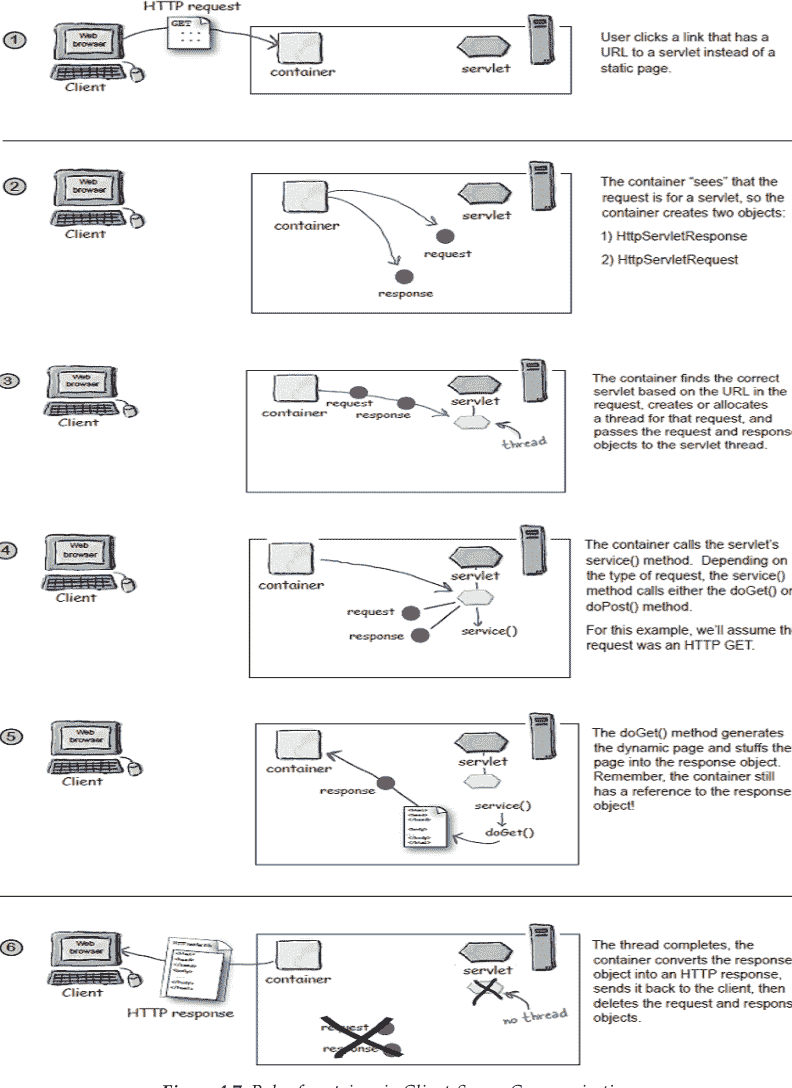 HTTP request
GET
1
Web
browser
Client
container
servlet
User clicks a link that has a
URL to a servlet instead of a
static page.
2
Web
browser
Client
container
servlet
request
response
The container “sees” that the
request is for a servlet, so the
container creates two objects:
1) HttpServletResponse
2) HttpServletRequest
3
Web
browser
Client
container
request
response
servlet
thread
The container finds the correct
servlet based on the URL in the
request, creates or allocates
a thread for that request, and
passes the request and response
objects to the servlet thread.
4
Web
browser
Client
container
servlet
request
response
service()
The container calls the servlet's
service() method. Depending on
the type of request, the service()
method calls either the doGet() or
doPost() method.
For this example, we'll assume the
request was an HTTP GET.
5
Web
browser
Client
container
response
servlet
service()
doGet()
The doGet() method generates
the dynamic page and stuffs the
page into the response object.
Remember, the container still
has a reference to the response
object!
6
Web
browser
Client
HTTP response
container
servlet
no thread
request
response
The thread completes, the
container converts the response
object into an HTTP response,
sends it back to the client, then
deletes the request and respons
objects.